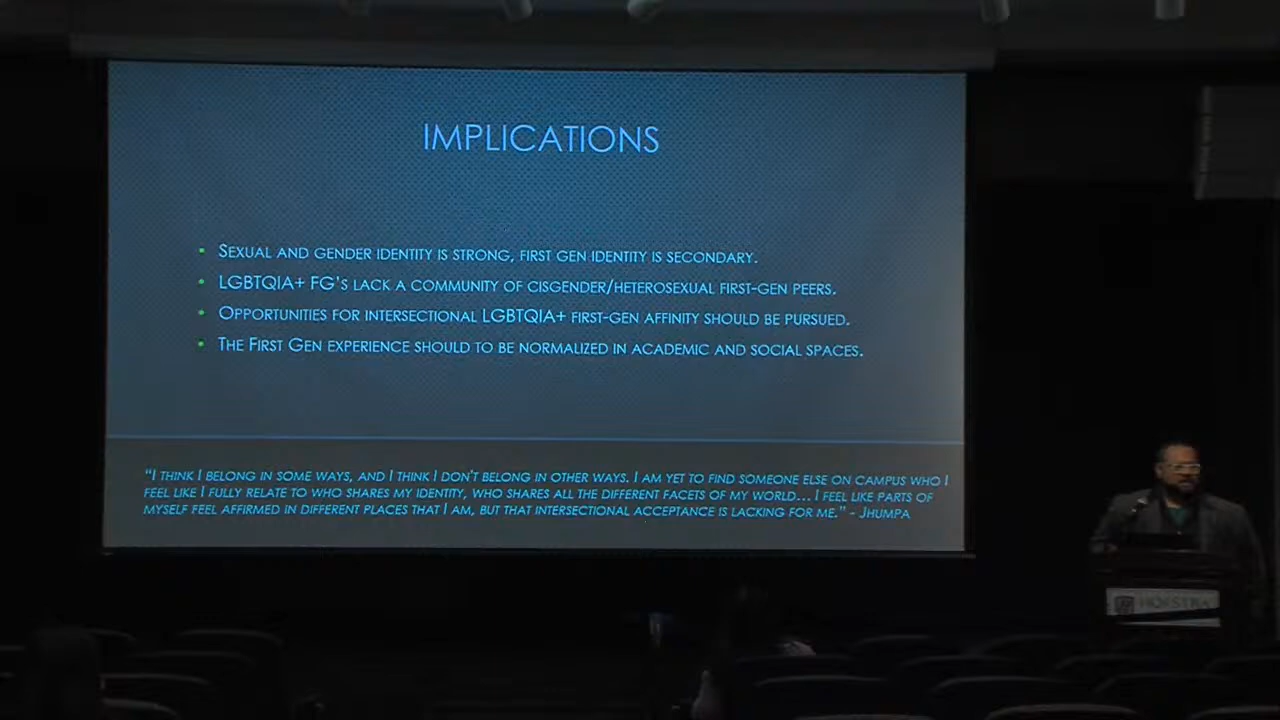 IMPLICATIONS
• SEXUAL AND GENDER IDENTITY IS STRONG, FIRST GEN IDENTITY IS SECONDARY.
• LGBTQIA+ FG'S LACK A COMMUNITY OF CISGENDER/HETEROSEXUAL FIRST-GEN PEERS.
• OPPORTUNITIES FOR INTERSECTIONAL LGBTQIA+ FIRST-GEN AFFINITY SHOULD BE PURSUED.
• THE FIRST GEN EXPERIENCE SHOULD TO BE NORMALIZED IN ACADEMIC AND SOCIAL SPACES.
"I THINK I BELONG IN SOME WAYS, AND I THINK I DON'T BELONG IN OTHER WAYS. I AM YET TO FIND SOMEONE ELSE ON CAMPUS WHO I
FEEL LIKE I FULLY RELATE TO WHO SHARES MY IDENTITY, WHO SHARES ALL THE DIFFERENT FACETS OF MY WORLD... I FEEL LIKE PARTS OF
MYSELF FEEL AFFIRMED IN DIFFERENT PLACES THAT I AM, BUT THAT INTERSECTIONAL ACCEPTANCE IS LACKING FOR ME." - JHUMPA
HOFSTRA